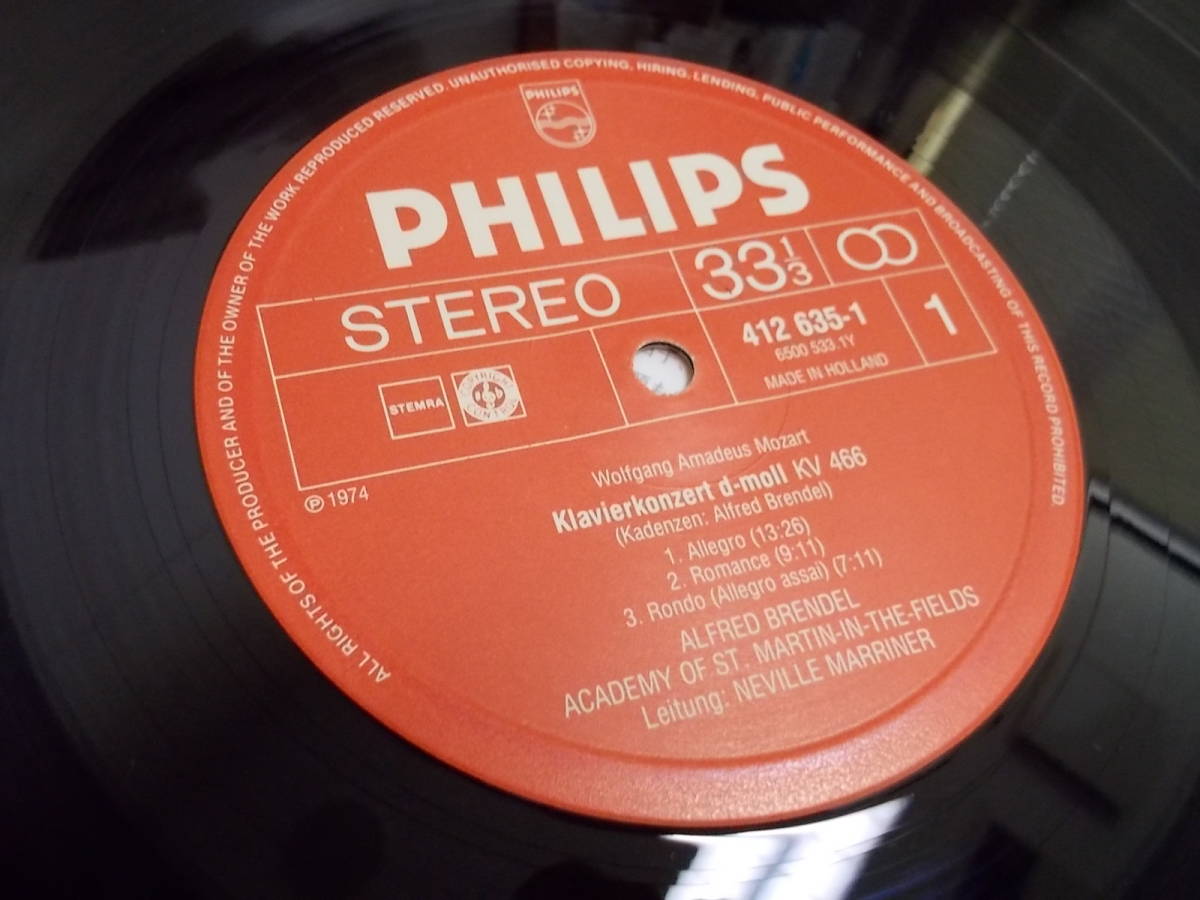 ALL RIGHTS OF THE PRODUCER AND OF THE OWNER OF THE WORK REPRODUCED RESERVED. UNAUTHORISED COPYING, HIRING, LENDING, PUBLIC PERFORMANCE AND BROADCASTING OF THIS RECORD PROHIBITED.
PHILIPS
PHILIPS
STEREO
33 1/3
STEMRA
COPYRIGHT CONTROL
412 635-1
6500 533.1Y
MADE IN HOLLAND
1
℗ 1974
Wolfgang Amadeus Mozart
Klavierkonzert d-moll KV 466
(Kadenzen: Alfred Brendel)
1. Allegro (13:26)
2. Romance (9:11)
3. Rondo (Allegro assai) (7:11)
ALFRED BRENDEL
ACADEMY OF ST. MARTIN-IN-THE-FIELDS
Leitung: NEVILLE MARRINER